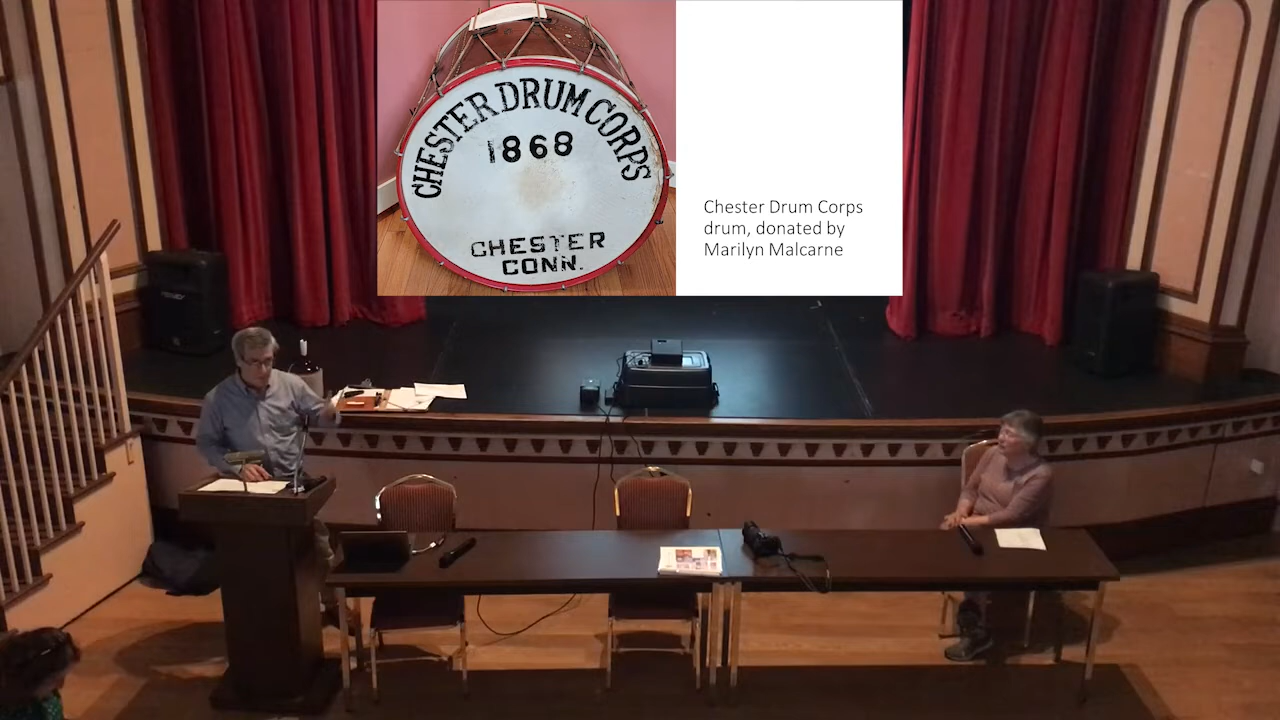 CHESTER DRUM CORPS
1868
CHESTER
CONN.
Chester Drum Corps
drum, donated by
Marilyn Malcarne